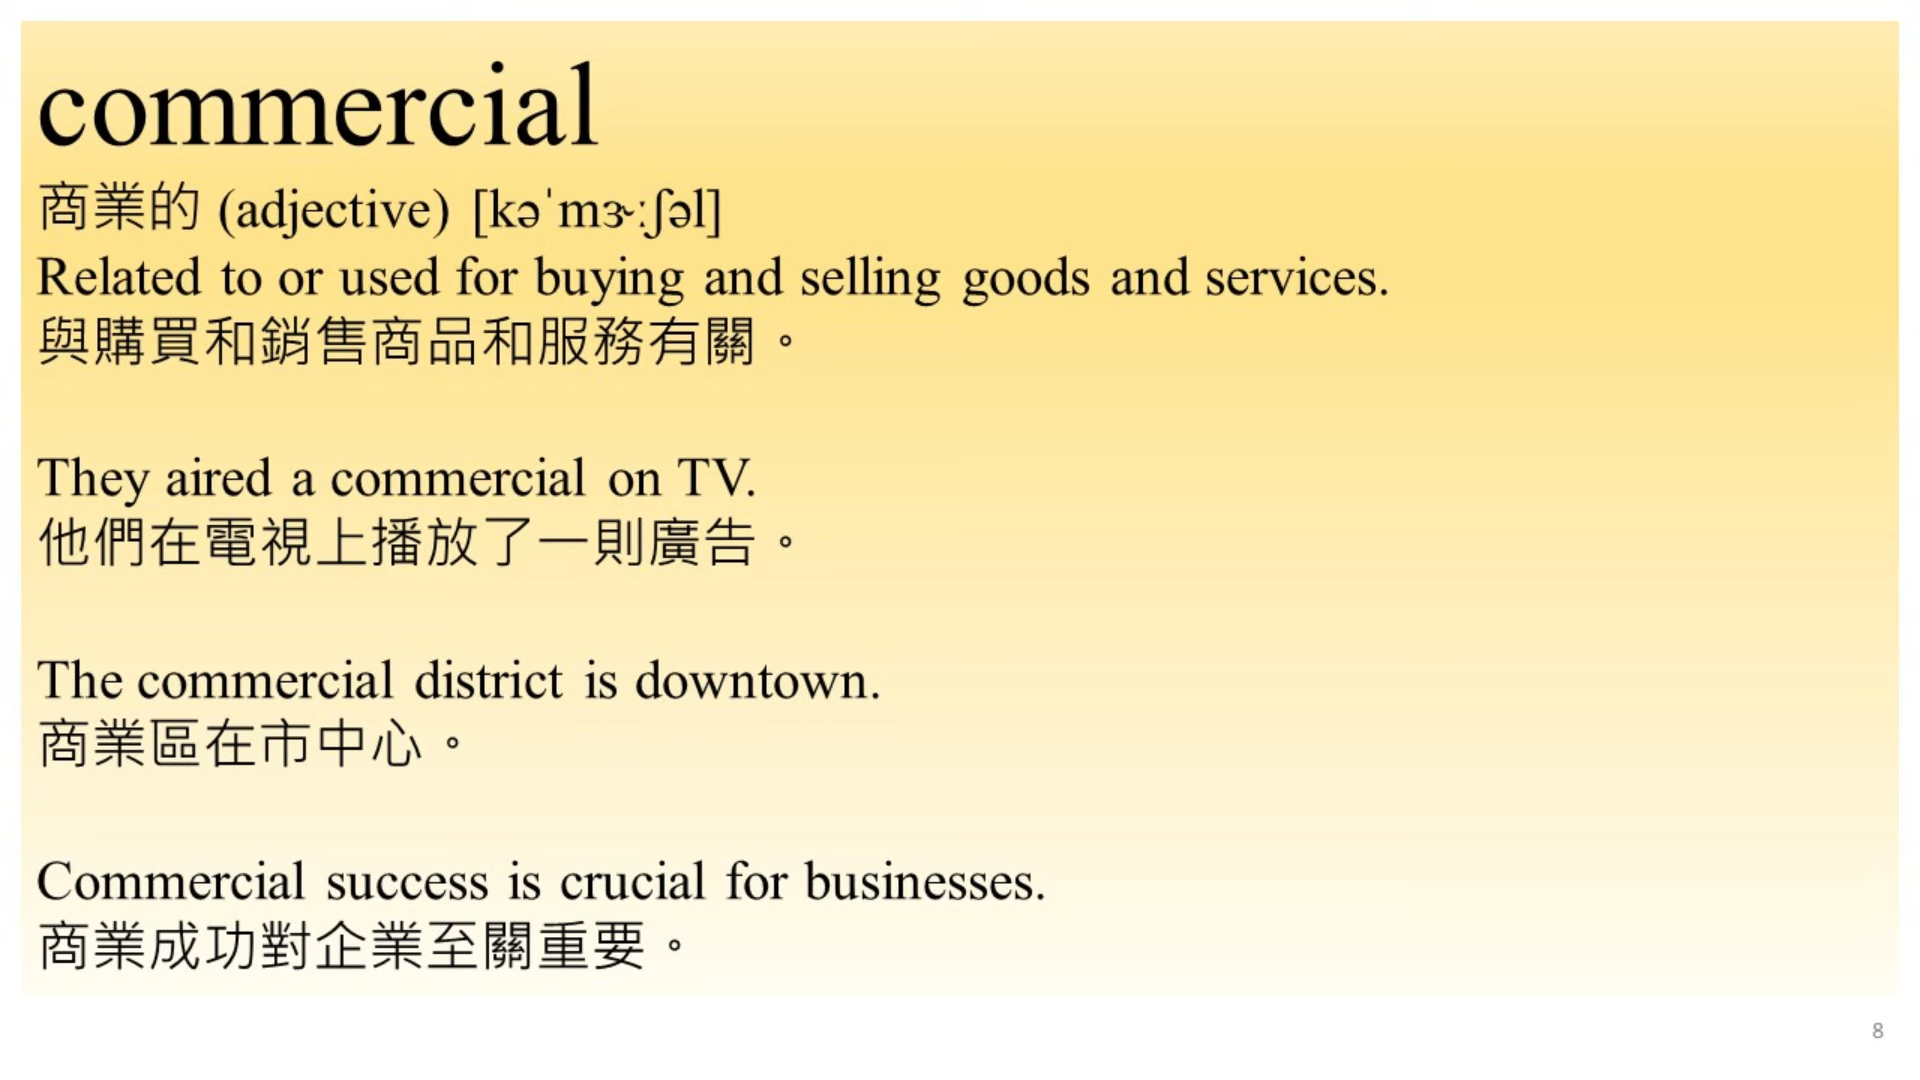 commercial
商業的 (adjective) [kəˈmɝːʃəl]
Related to or used for buying and selling goods and services.
與購買和銷售商品和服務有關。
They aired a commercial on TV.
他們在電視上播放了一則廣告。
The commercial district is downtown.
商業區在市中心。
Commercial success is crucial for businesses.
商業成功對企業至關重要。
8